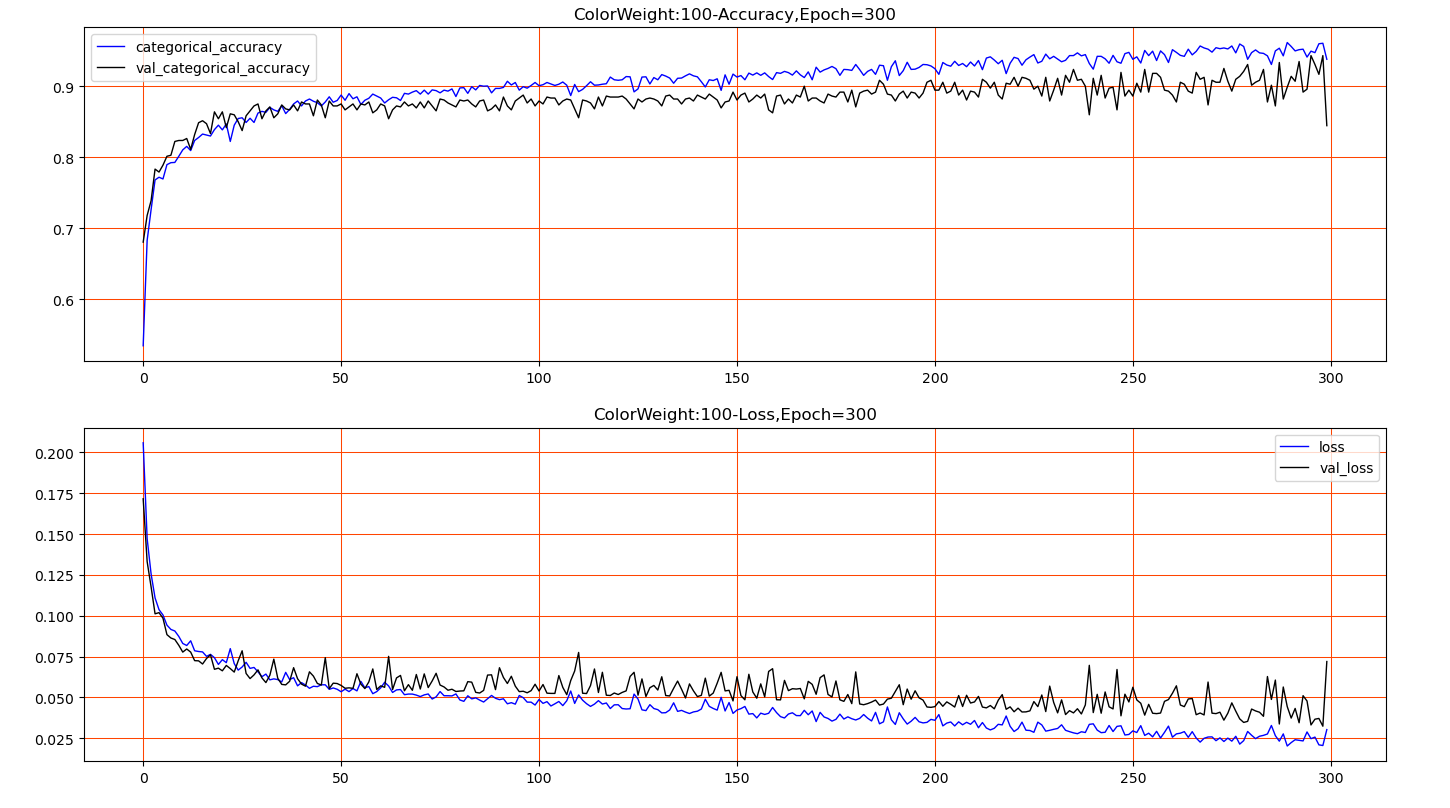 ColorWeight:100-Accuracy,Epoch=300
categorical_accuracy
val_categorical_accuracy
0.9
0.8
0.7
0.6
0 50 100 150 200 250 300
ColorWeight:100-Loss,Epoch=300
loss
val_loss
0.200
0.175
0.150
0.125
0.100
0.075
0.050
0.025
0 50 100 150 200 250 300